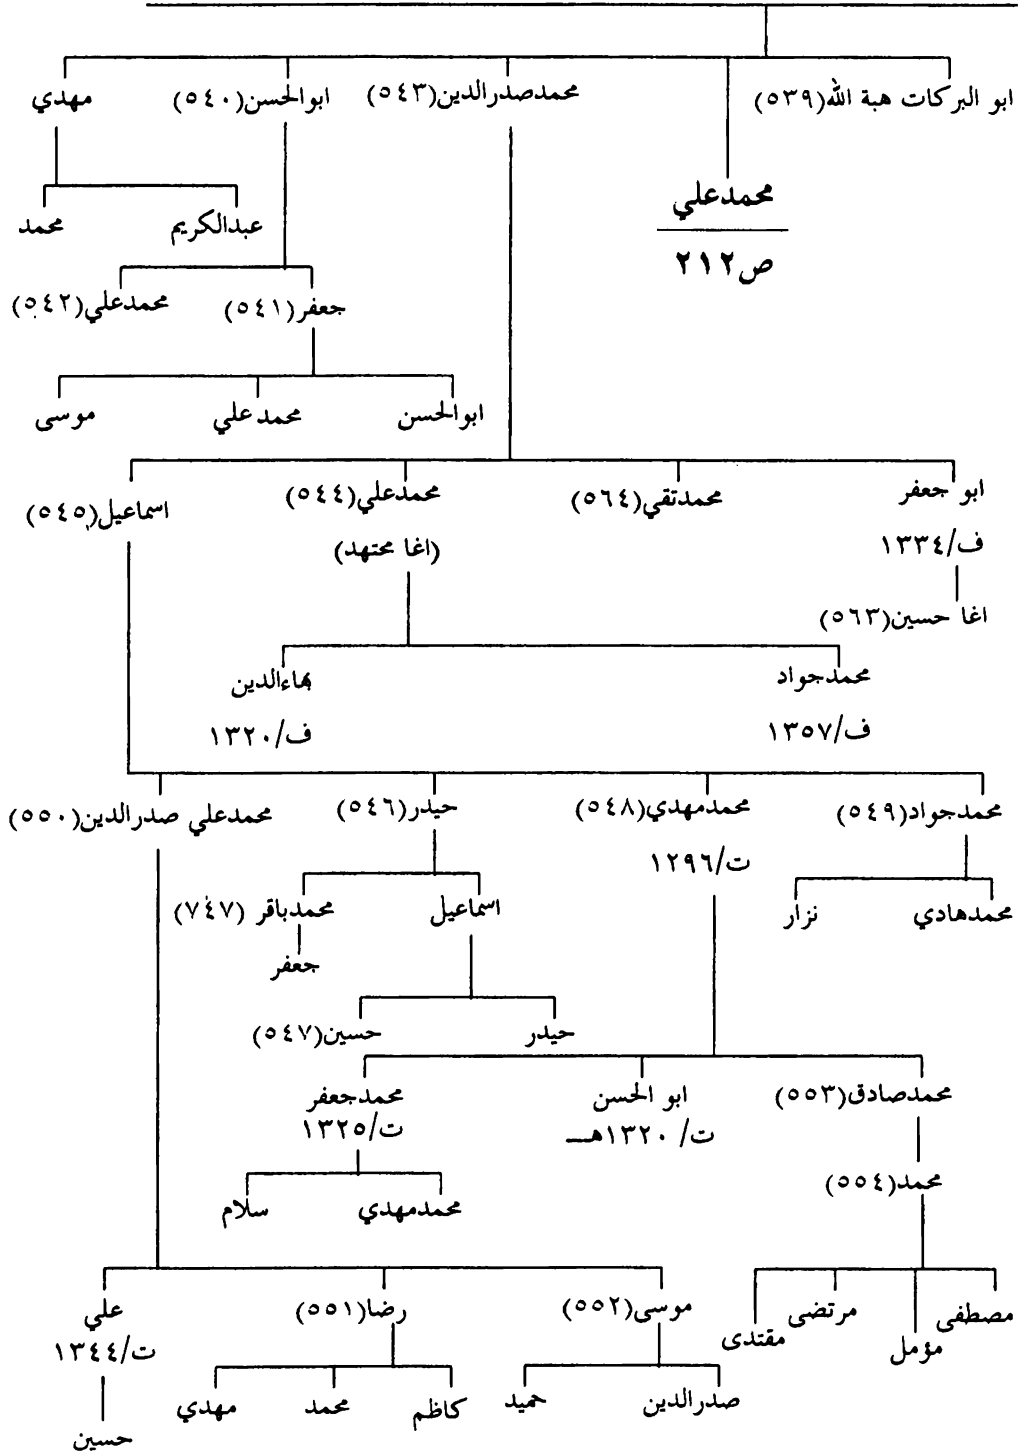 ابو البركات هبة الله(٥٣٩) محمدصدرالدين(٥٤٣) ابوالحسن(٥٤٠) مهدي
محمدعلي
ص٢١٢
عبدالكريم محمد
جعفر(٥٤١) محمدعلي(٥٤٢)
ابوالحسن محمدعلي موسى
ابو جعفر محمدتقي(٥٦٤) محمدعلي(٥٤٤) اسماعيل(٥٤٥)
ف/١٣٣٤ (اغا مجتهد)
اغا حسين(٥٦٣)
محمدجواد بهاءالدين
ف/١٣٥٧ ف/١٣٢٠
محمدجواد(٥٤٩) محمدمهدي(٥٤٨) حيدر(٥٤٦) محمدعلي صدرالدين(٥٥٠)
ت/١٢٩٦
محمدهادي نزار اسماعيل محمدباقر (٧٤٧)
جعفر
حيدر حسين(٥٤٧)
محمدصادق(٥٥٣) ابو الحسن محمدجعفر
ت/ ١٣٢٠هـ ت/١٣٢٥
محمد(٥٥٤)
محمدمهدي سلام
مصطفى مؤمل مرتضى مقتدى موسى(٥٥٢) رضا(٥٥١) علي
ت/١٣٤٤
صدرالدين حميد كاظم محمد مهدي
حسين